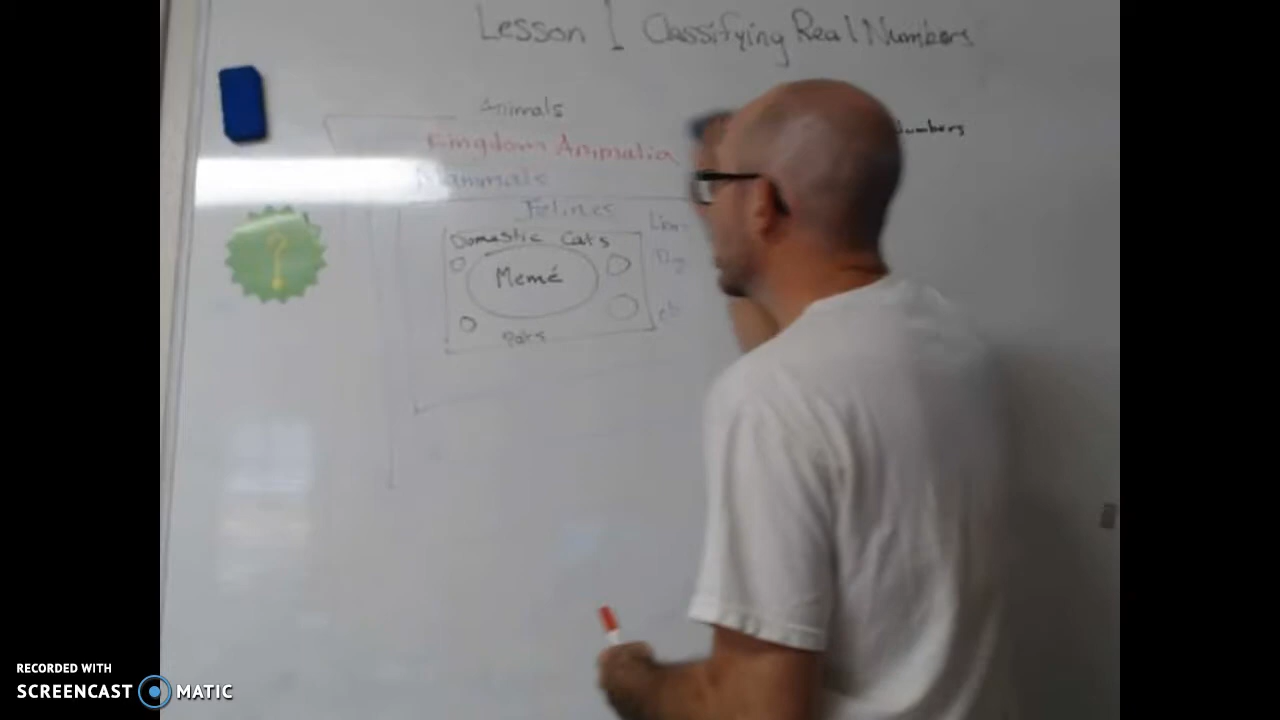 Lesson 1 Classifying Real Numbers
Animals
Kingdom Animalia
Numbers
Mammals
Felines
Domestic Cats
Memé
?
RECORDED WITH
SCREENCAST MATIC